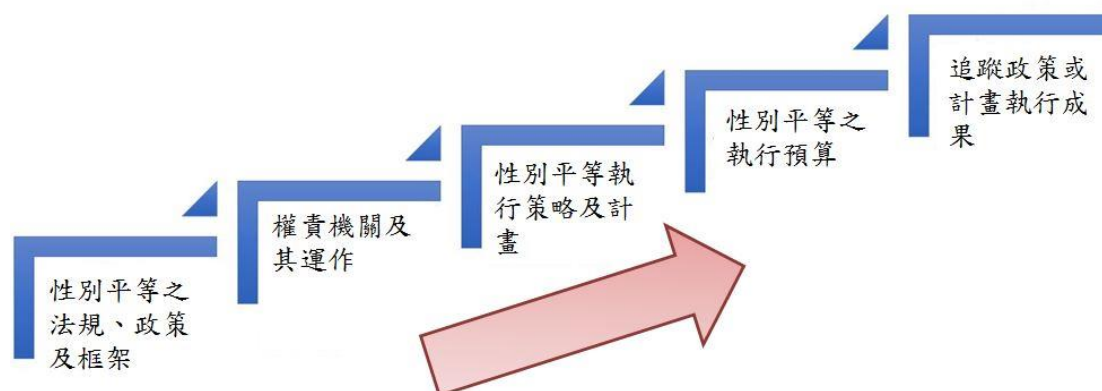 性別平等之
法規、政策
及框架
權責機關及
其運作
性別平等執
行策略及計
畫
性別平等之
執行預算
追蹤政策或
計畫執行成
果